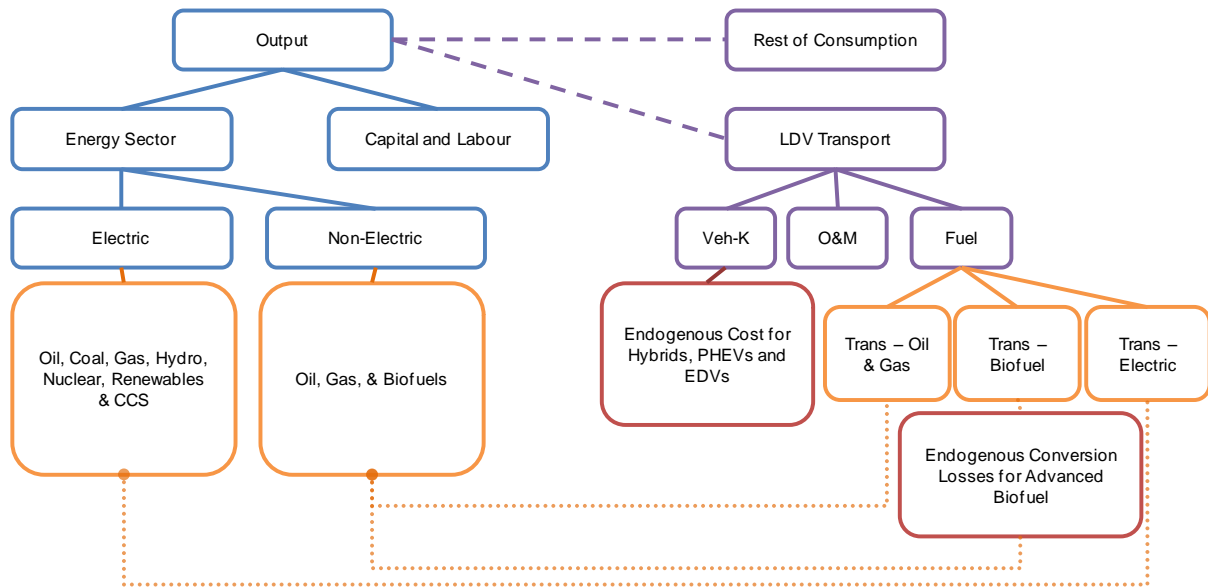 Output
Rest of Consumption
Energy Sector
Capital and Labour
LDV Transport
Electric
Non-Electric
Veh-K
O&M
Fuel
Oil, Coal, Gas, Hydro,
Nuclear, Renewables
& CCS
Oil, Gas, & Biofuels
Endogenous Cost for
Hybrids, PHEVs and
EDVs
Trans – Oil
& Gas
Trans –
Biofuel
Trans –
Electric
Endogenous Conversion
Losses for Advanced
Biofuel